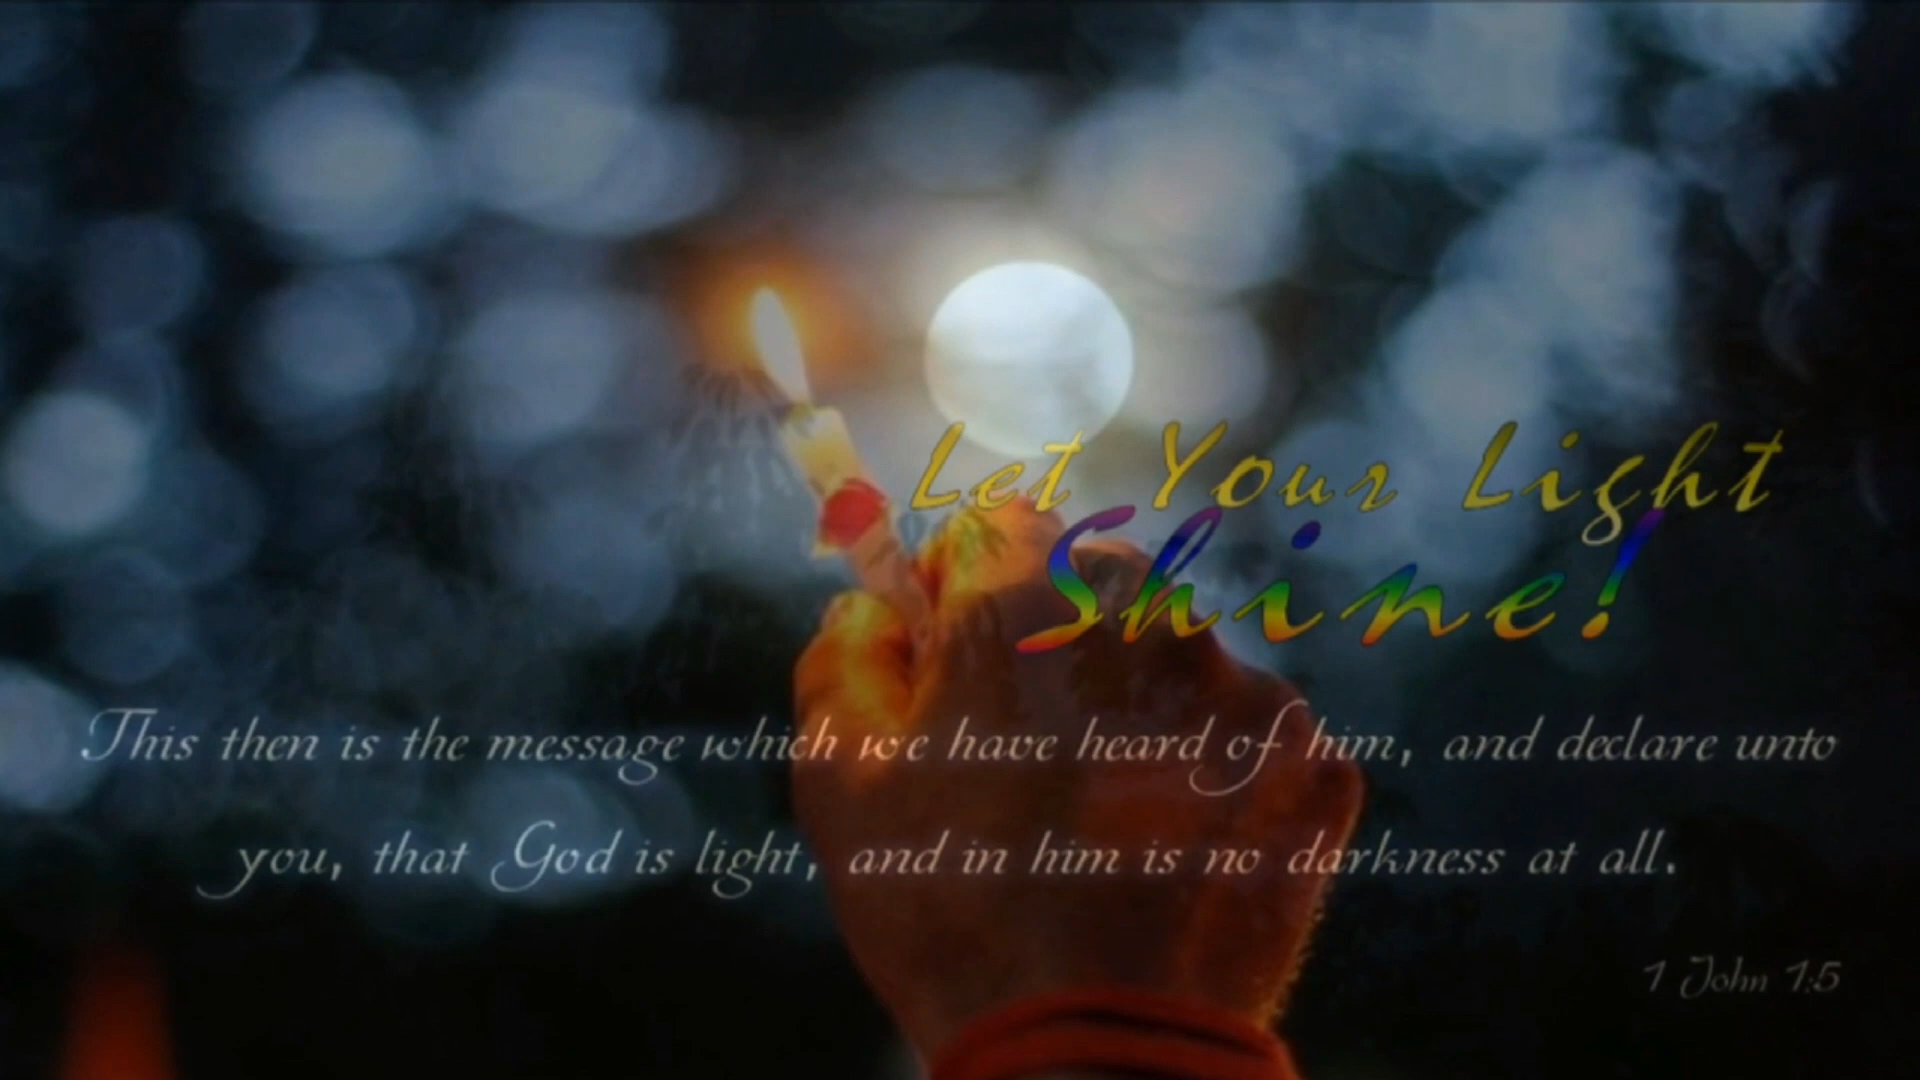 Let Your Light
Shine!
This then is the message which we have heard of him, and declare unto
you, that God is light, and in him is no darkness at all.
1 John 1:5